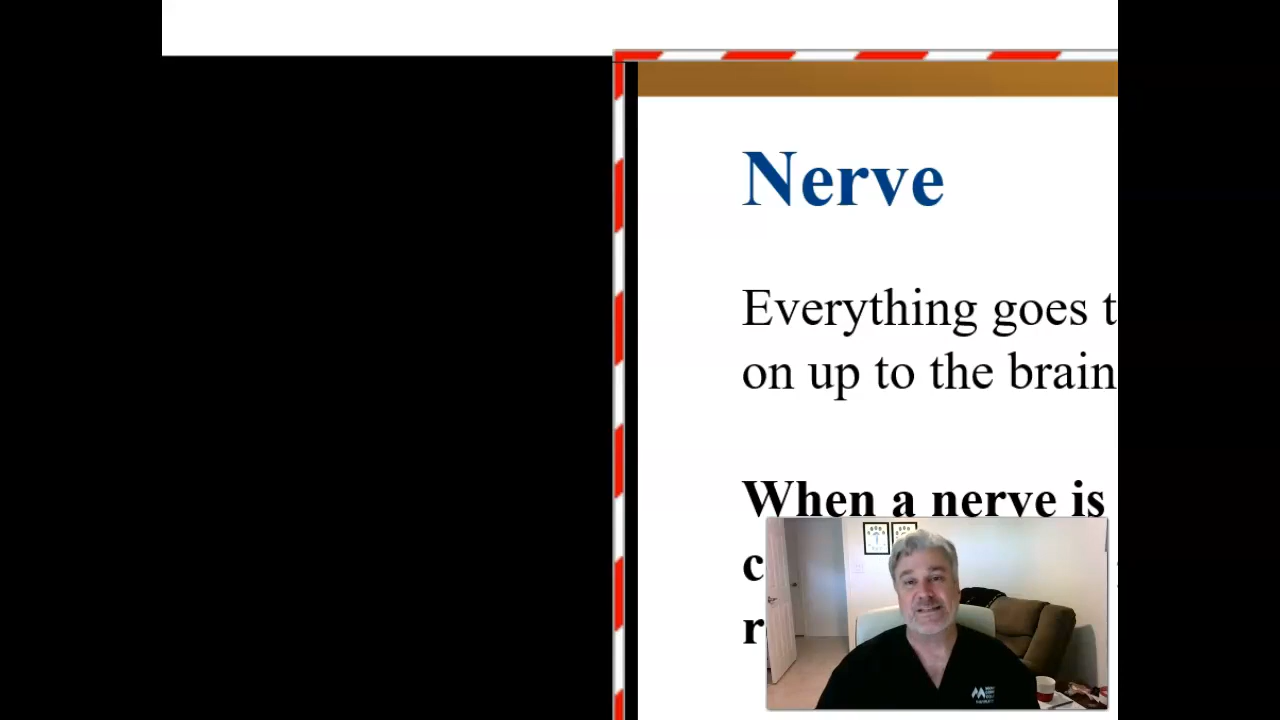 Nerve
Everything goes t
on up to the brain
When a nerve is
c
r